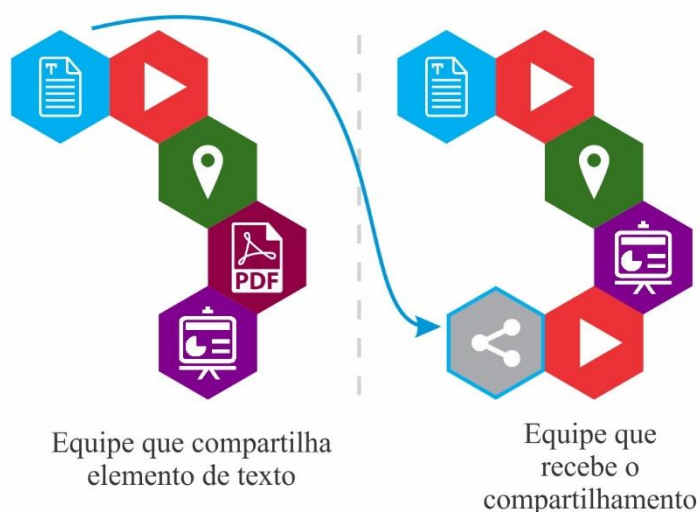 T
T
PDF
Equipe que compartilha
elemento de texto
Equipe que
recebe o
compartilhamento